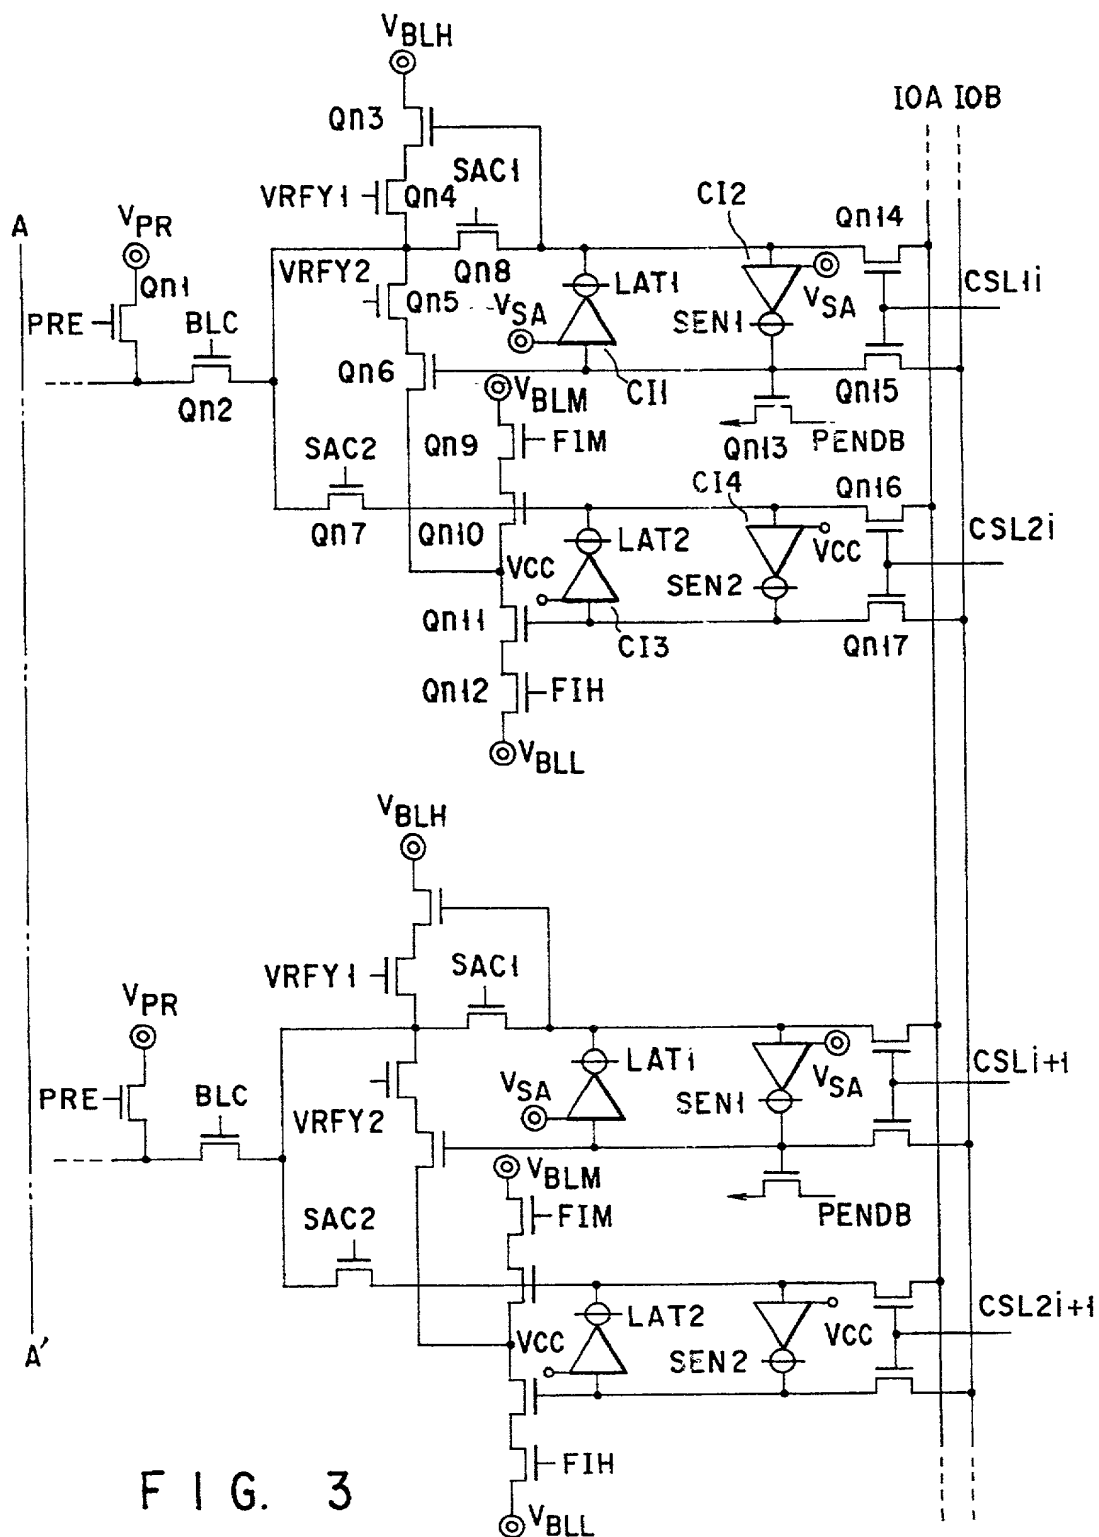 VBLH
IOA IOB
Qn3
SAC1
VRFY1
Qn4
CI2
Qn14
A
VPR
VRFY2
Qn8
LAT1
VSA
CSL1i
Qn1
Qn5
VSA
SEN1
PRE
BLC
Qn6
CI1
Qn15
Qn2
VBLM
Qn9
FIM
Qn13
PENDB
SAC2
CI4
Qn16
Qn7
Qn10
LAT2
VCC
CSL2i
VCC
SEN2
Qn11
CI3
Qn17
Qn12
FIH
VBLL
VBLH
SAC1
VRFY1
VPR
LATi
VSA
CSLi+1
PRE
BLC
VSA
SEN1
VRFY2
VBLM
SAC2
FIM
PENDB
LAT2
VCC
CSL2i+1
A'
VCC
SEN2
FIH
FIG. 3
VBLL